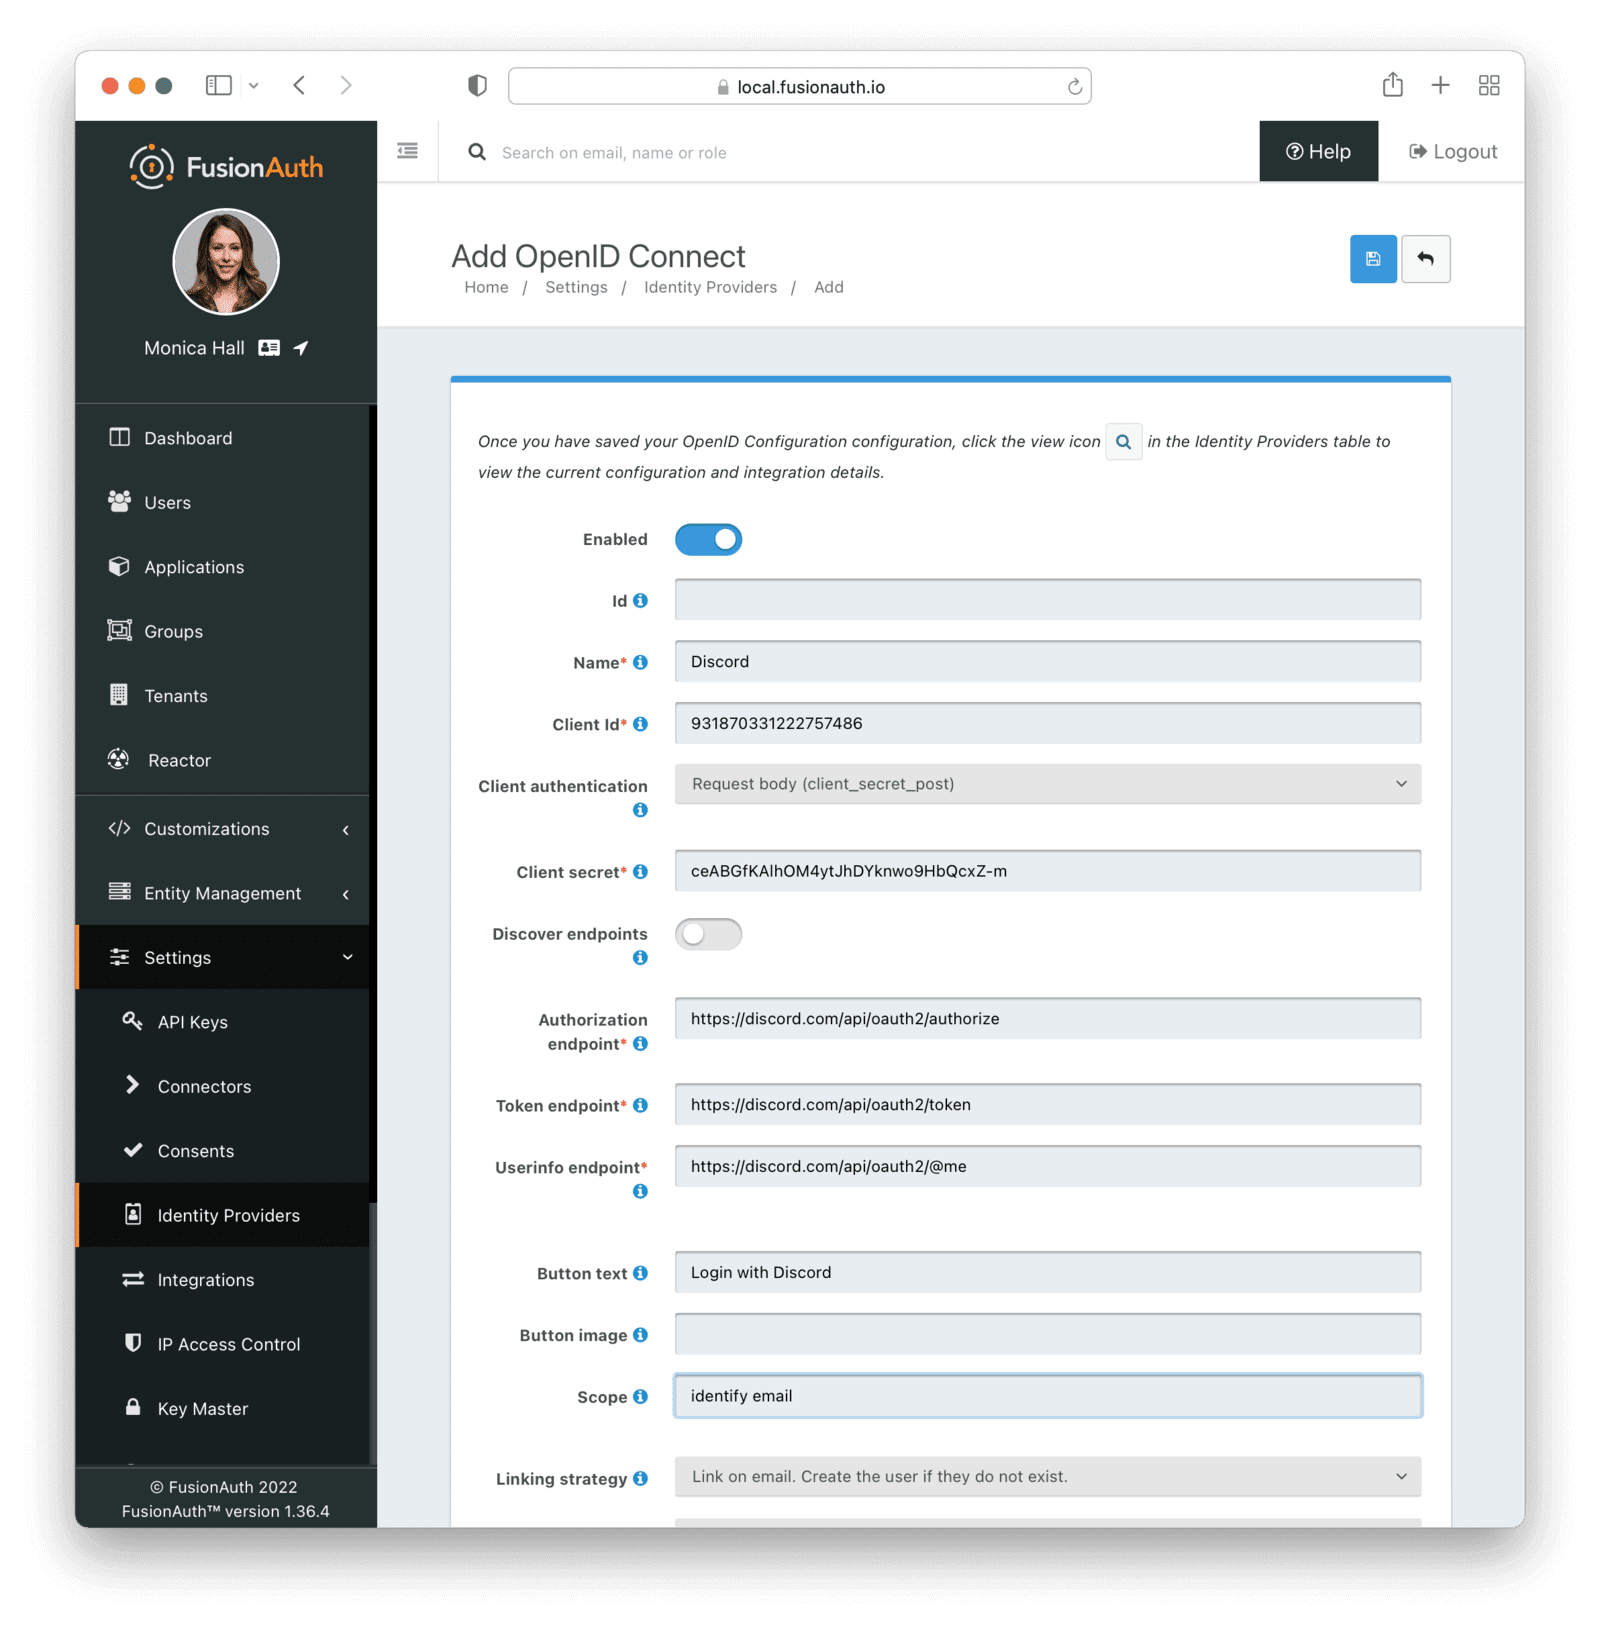 local.fusionauth.io
FusionAuth
Search on email, name or role
Help
Logout
Monica Hall
Add OpenID Connect
Home / Settings / Identity Providers / Add
Dashboard
Users
Applications
Groups
Tenants
Reactor
Customizations
Entity Management
Settings
API Keys
Connectors
Consents
Identity Providers
Integrations
IP Access Control
Key Master
© FusionAuth 2022
FusionAuth™ version 1.36.4
Once you have saved your OpenID Configuration configuration, click the view icon in the Identity Providers table to
view the current configuration and integration details.
Enabled
Id
Name* Discord
Client Id* 931870331222757486
Client authentication Request body (client_secret_post)
Client secret* ceABGfKAlhOM4ytJhDYknwo9HbQcxZ-m
Discover endpoints
Authorization
endpoint* https://discord.com/api/oauth2/authorize
Token endpoint* https://discord.com/api/oauth2/token
Userinfo endpoint* https://discord.com/api/oauth2/@me
Button text Login with Discord
Button image
Scope identify email
Linking strategy Link on email. Create the user if they do not exist.